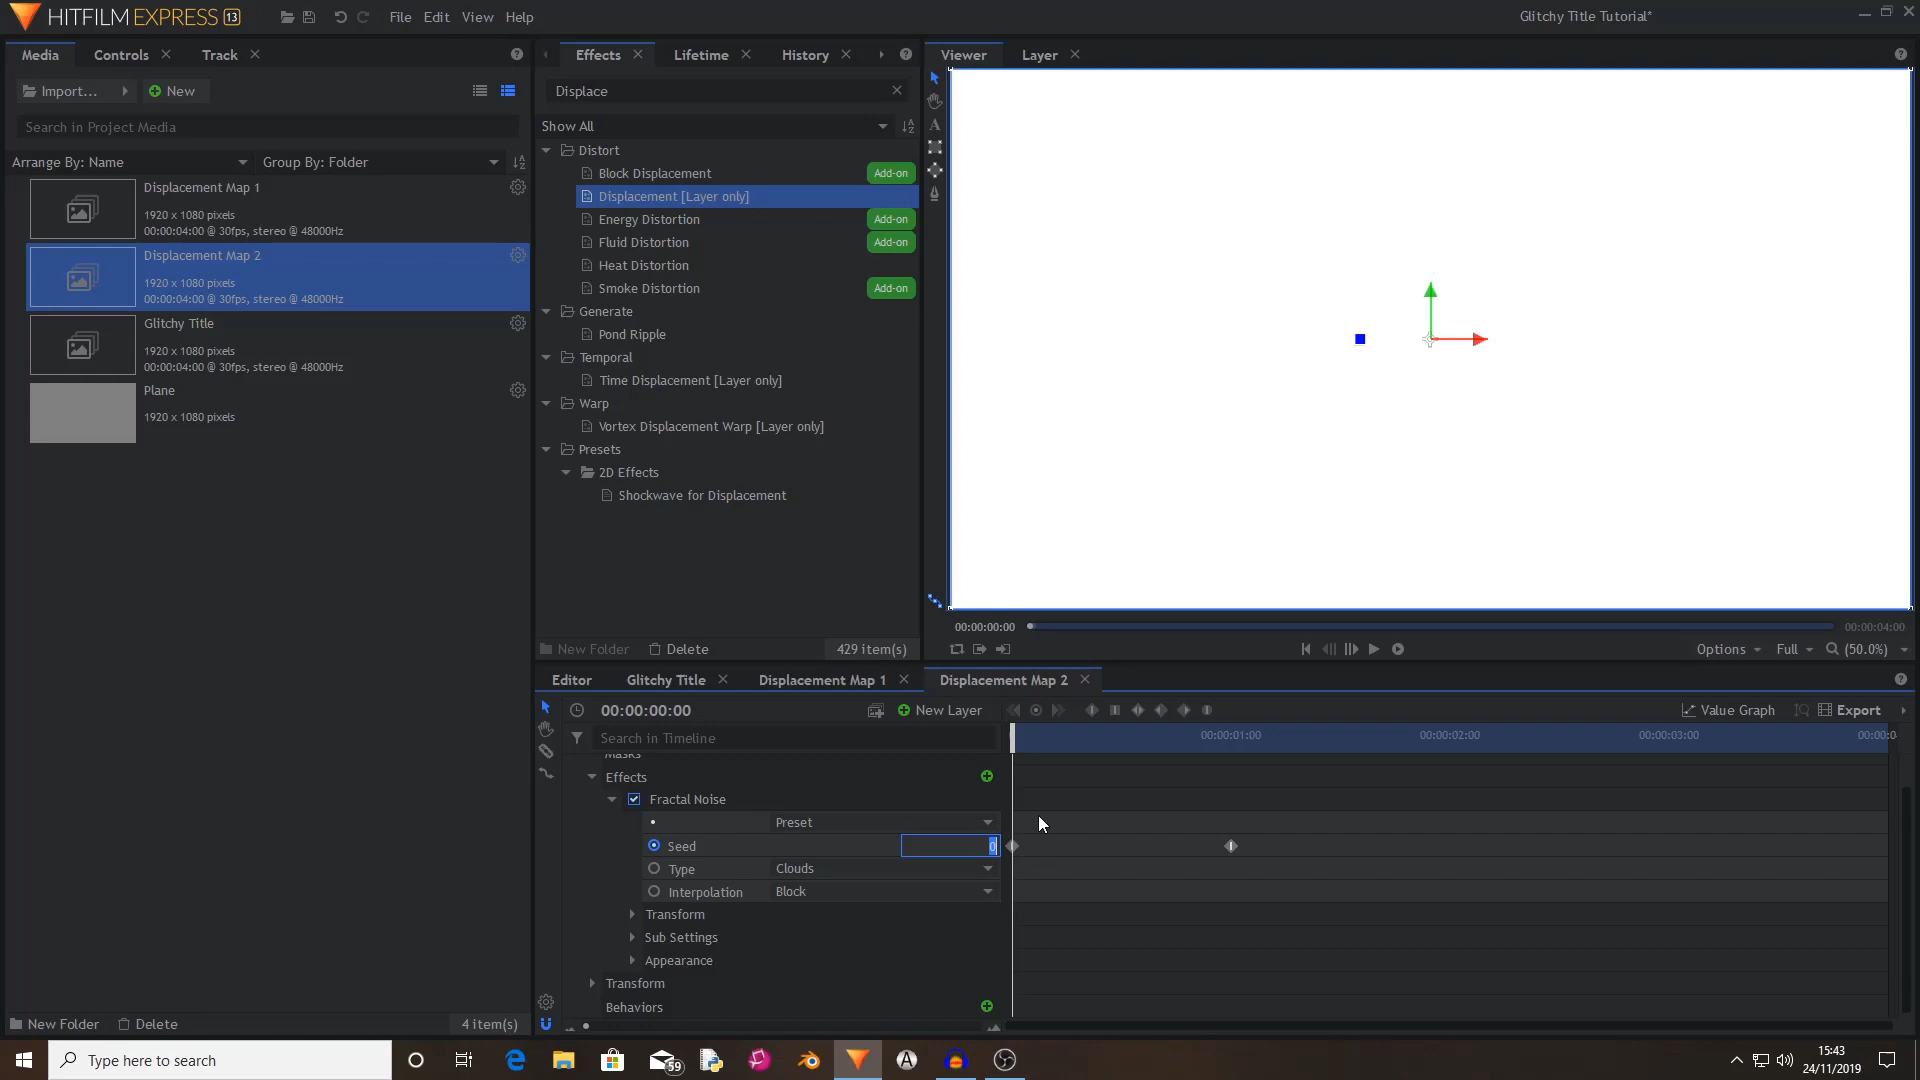 HITFILM EXPRESS 13
File Edit View Help
Glitchy Title Tutorial*
Media Controls Track
Import... New
Search in Project Media
Arrange By: Name Group By: Folder
Displacement Map 1
1920 x 1080 pixels
00:00:04:00 @ 30fps, stereo @ 48000Hz
Displacement Map 2
1920 x 1080 pixels
00:00:04:00 @ 30fps, stereo @ 48000Hz
Glitchy Title
1920 x 1080 pixels
00:00:04:00 @ 30fps, stereo @ 48000Hz
Plane
1920 x 1080 pixels
New Folder Delete 4 item(s)
Effects Lifetime History
Displace
Show All
Distort
Block Displacement Add-on
Displacement [Layer only]
Energy Distortion Add-on
Fluid Distortion Add-on
Heat Distortion
Smoke Distortion Add-on
Generate
Pond Ripple
Temporal
Time Displacement [Layer only]
Warp
Vortex Displacement Warp [Layer only]
Presets
2D Effects
Shockwave for Displacement
New Folder Delete 429 item(s)
Viewer Layer
00:00:00:00 00:00:04:00
Options Full (50.0%)
Editor Glitchy Title Displacement Map 1 Displacement Map 2
00:00:00:00 New Layer Value Graph Export
Search in Timeline 00:00:01:00 00:00:02:00 00:00:03:00 00:00:0
Masks
Effects
Fractal Noise
Preset
Seed 0
Type Clouds
Interpolation Block
Transform
Sub Settings
Appearance
Transform
Behaviors
Type here to search
59
15:43
24/11/2019